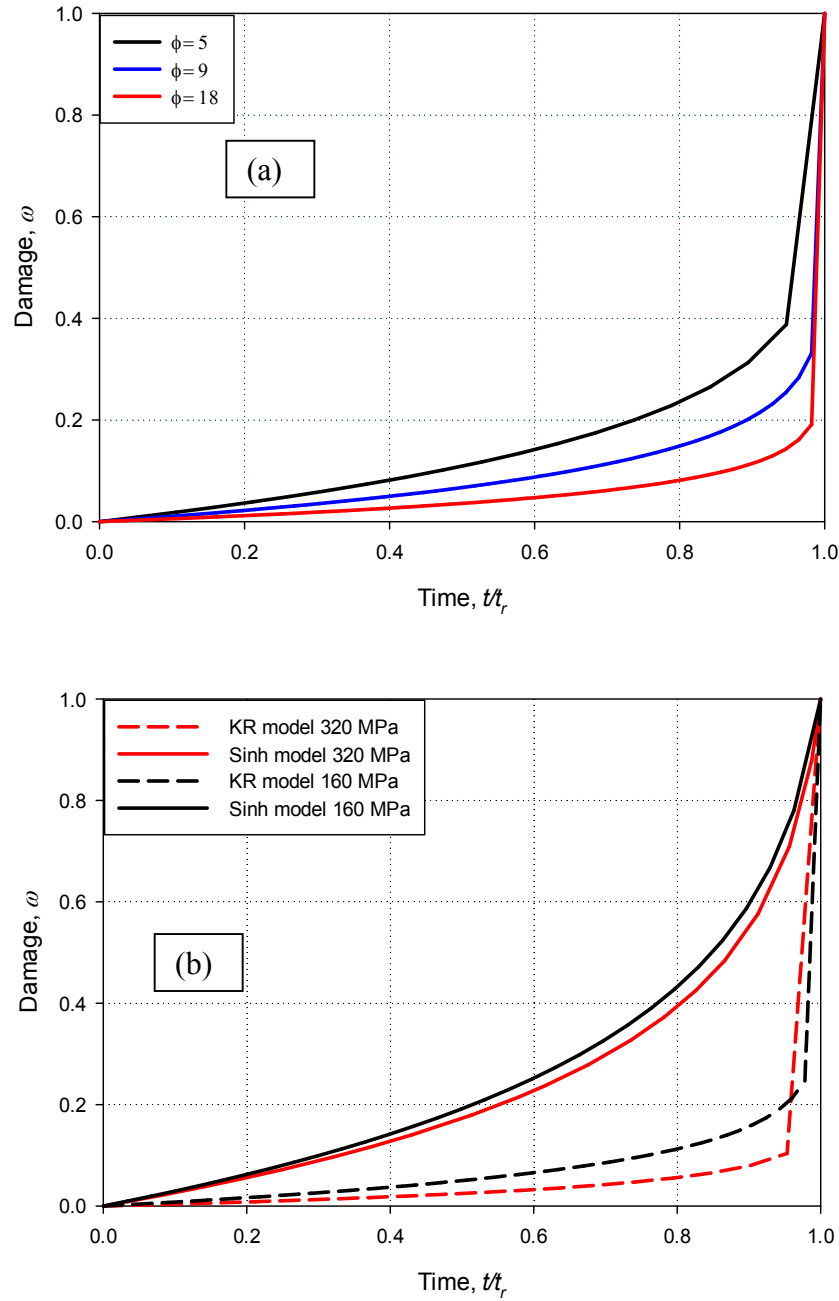 1.0
ϕ= 5
ϕ= 9
ϕ= 18
0.8
(a)
0.6
Damage, ω
0.4
0.2
0.0
0.0 0.2 0.4 0.6 0.8 1.0
Time, t/tr
1.0
KR model 320 MPa
Sinh model 320 MPa
KR model 160 MPa
Sinh model 160 MPa
0.8
0.6
(b)
Damage, ω
0.4
0.2
0.0
0.0 0.2 0.4 0.6 0.8 1.0
Time, t/tr